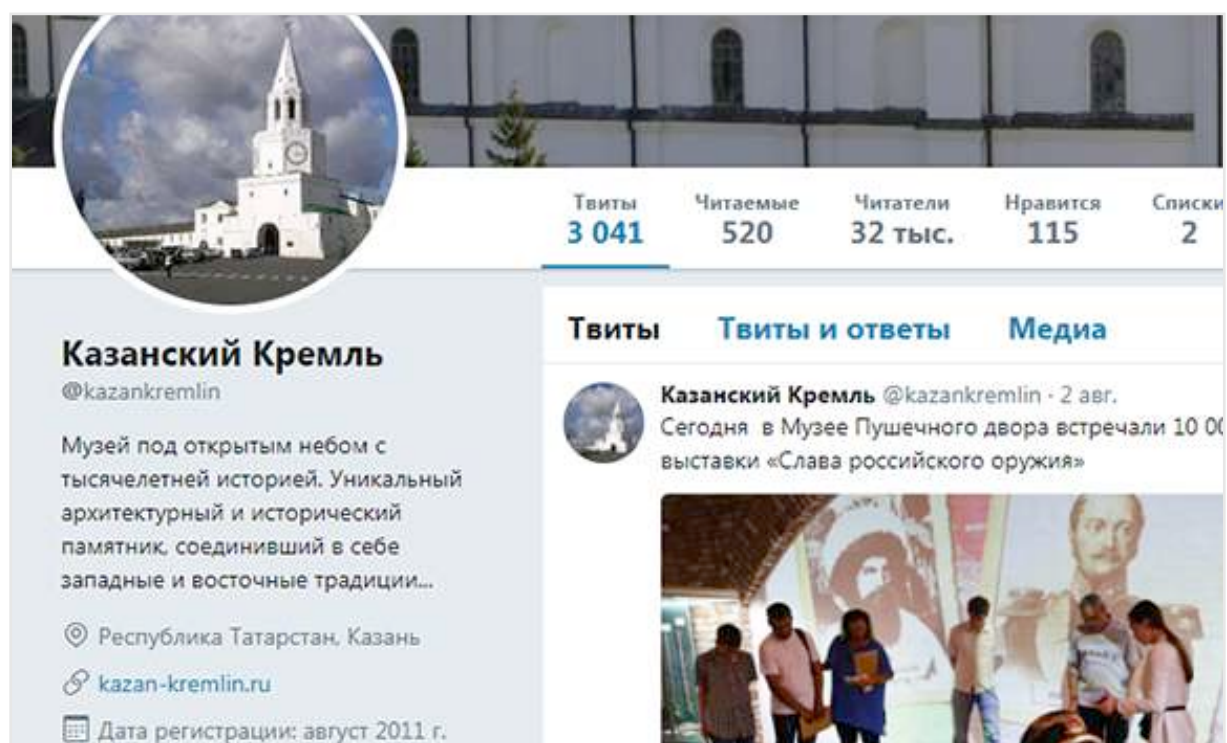 Твиты Читаемые Читатели Нравится Списки
3 041 520 32 тыс. 115 2
Казанский Кремль
@kazankremlin
Музей под открытым небом с
тысячелетней историей. Уникальный
архитектурный и исторический
памятник, соединивший в себе
западные и восточные традиции...
Республика Татарстан, Казань
kazan-kremlin.ru
Дата регистрации: август 2011 г.
Твиты Твиты и ответы Медиа
Казанский Кремль @kazankremlin · 2 авг.
Сегодня в Музее Пушечного двора встречали 10 00
выставки «Слава российского оружия»